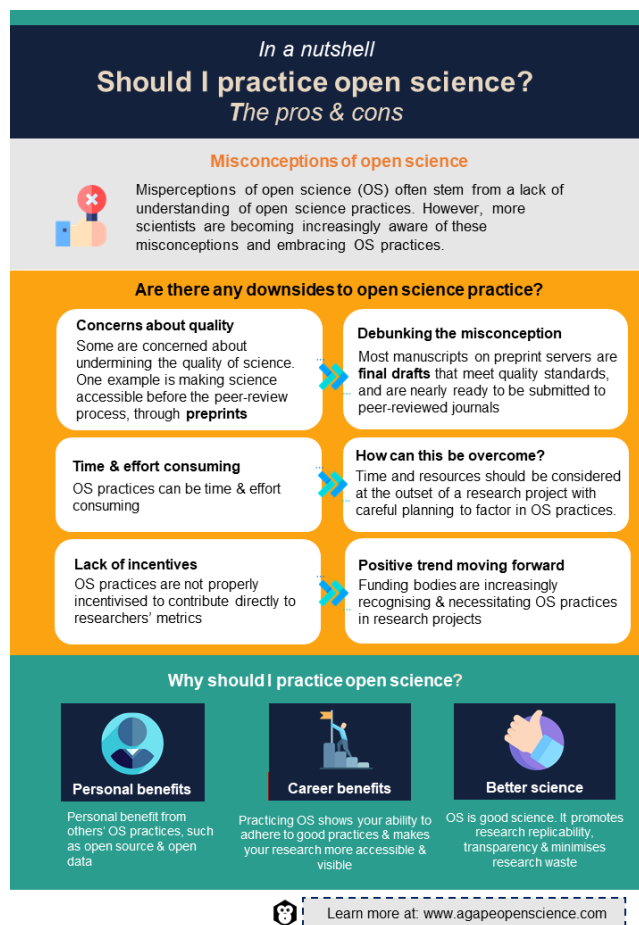 In a nutshell
Should I practice open science?
The pros & cons
Misconceptions of open science
Misperceptions of open science (OS) often stem from a lack of
understanding of open science practices. However, more
scientists are becoming increasingly aware of these
misconceptions and embracing OS practices.
Are there any downsides to open science practice?
Concerns about quality
Some are concerned about
undermining the quality of science.
One example is making science
accessible before the peer-review
process, through preprints
Debunking the misconception
Most manuscripts on preprint servers are
final drafts that meet quality standards,
and are nearly ready to be submitted to
peer-reviewed journals
Time & effort consuming
OS practices can be time & effort
consuming
How can this be overcome?
Time and resources should be considered
at the outset of a research project with
careful planning to factor in OS practices.
Lack of incentives
OS practices are not properly
incentivised to contribute directly to
researchers' metrics
Positive trend moving forward
Funding bodies are increasingly
recognising & necessitating OS practices
in research projects
Why should I practice open science?
Personal benefits
Personal benefit from
others' OS practices, such
as open source & open
data
Career benefits
Practicing OS shows your ability to
adhere to good practices & makes
your research more accessible &
visible
Better science
OS is good science. It promotes
research replicability,
transparency & minimises
research waste
Learn more at: www.agapeopenscience.com